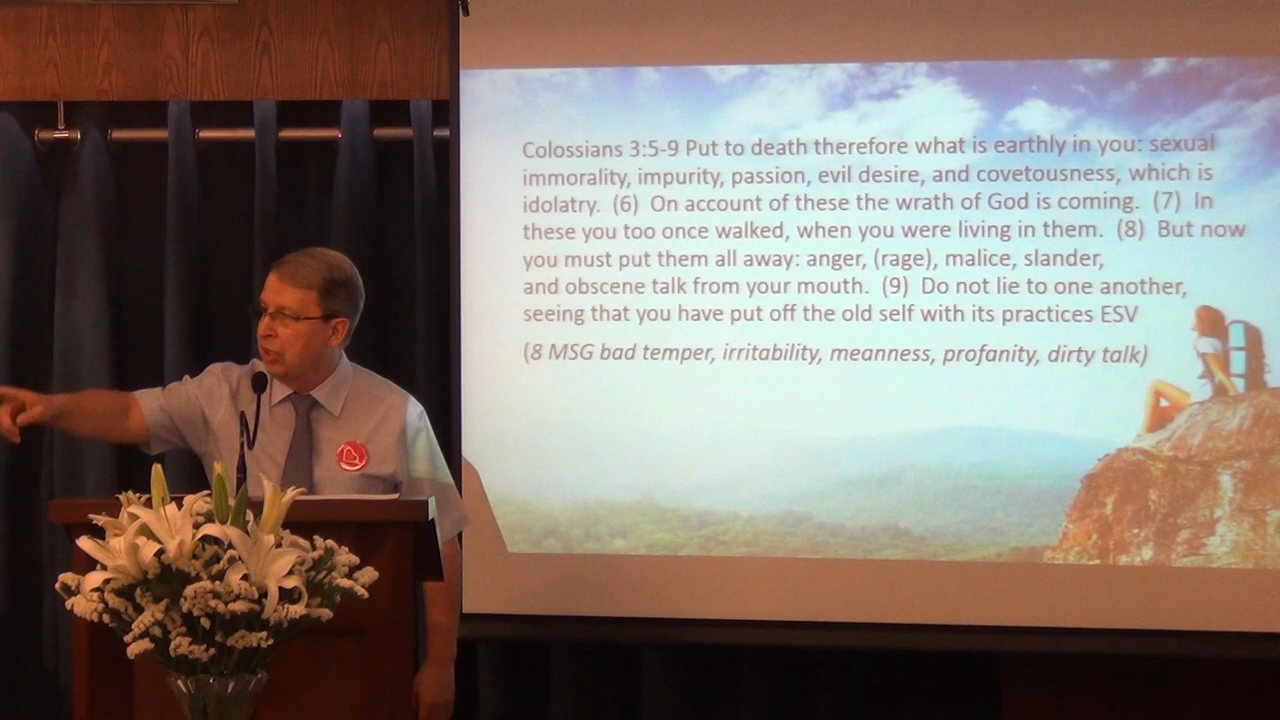 Colossians 3:5-9 Put to death therefore what is earthly in you: sexual
immorality, impurity, passion, evil desire, and covetousness, which is
idolatry.  (6)  On account of these the wrath of God is coming.  (7)  In
these you too once walked, when you were living in them.  (8)  But now
you must put them all away: anger, (rage), malice, slander,
and obscene talk from your mouth.  (9)  Do not lie to one another,
seeing that you have put off the old self with its practices ESV
(8 MSG bad temper, irritability, meanness, profanity, dirty talk)